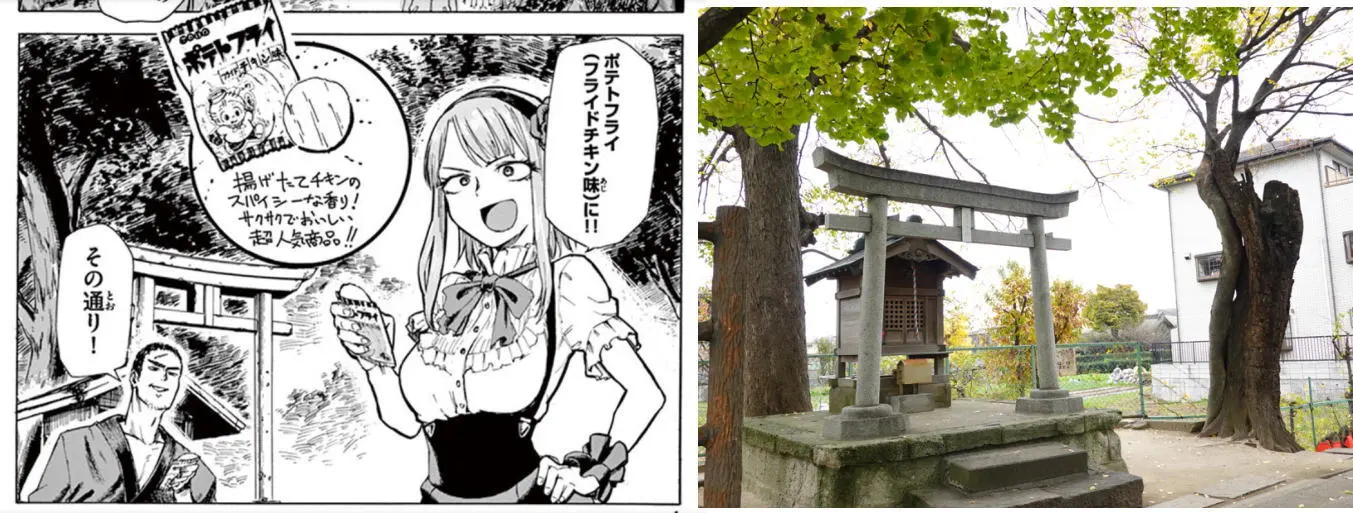 ポテトフライ
(フライドチキン味)に!!
ポテトフライ
揚げたてチキンの
スパイシーな香り!
サクサクでおいしい
超人気商品!!
その通り!